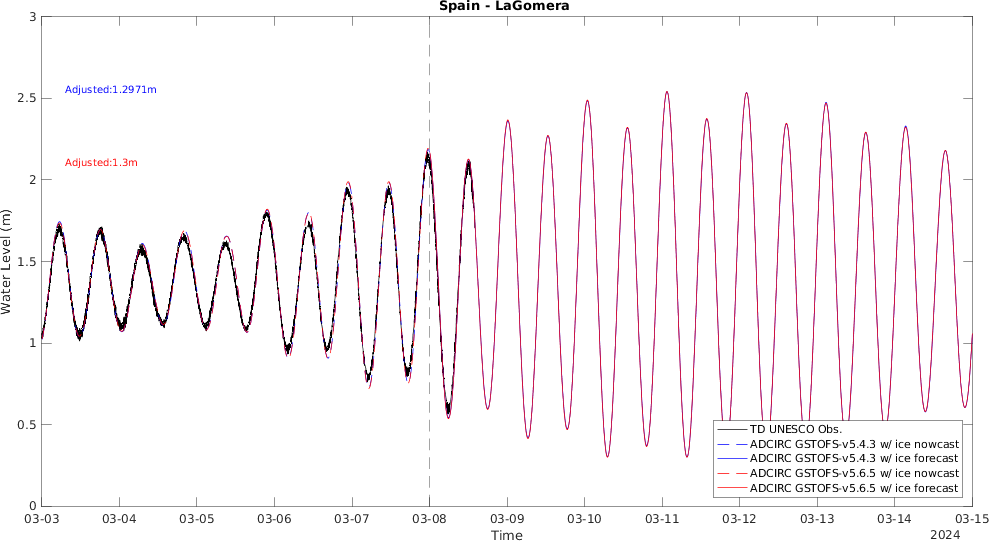 Spain - LaGomera
3
2.5
2
1.5
1
0.5
0
Water Level (m)
Adjusted:1.2971m
Adjusted:1.3m
TD UNESCO Obs.
ADCIRC GSTOFS-v5.4.3 w/ ice nowcast
ADCIRC GSTOFS-v5.4.3 w/ ice forecast
ADCIRC GSTOFS-v5.6.5 w/ ice nowcast
ADCIRC GSTOFS-v5.6.5 w/ ice forecast
03-03 03-04 03-05 03-06 03-07 03-08 03-09 03-10 03-11 03-12 03-13 03-14 03-15
Time
2024